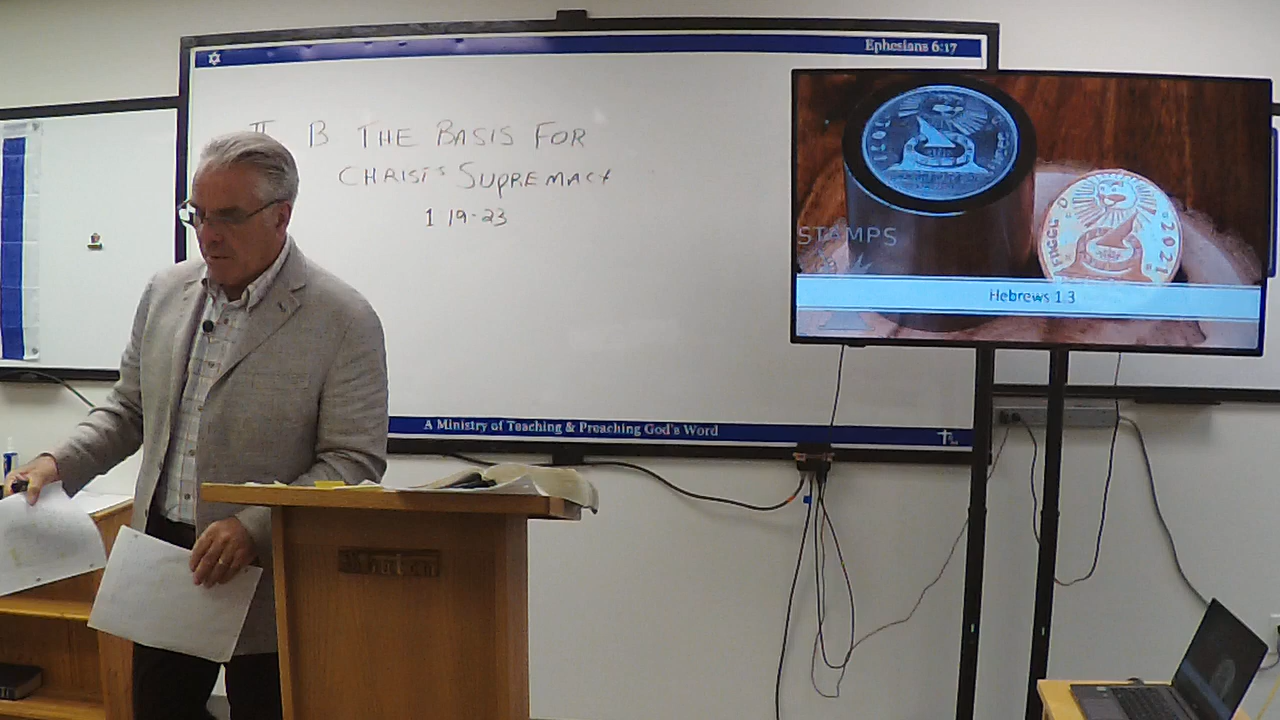 Ephesians 6:17
II B THE BASIS FOR
CHRIST'S SUPREMACY
1 19-23
A Ministry of Teaching & Preaching God's Word
STAMPS
2021
Hebrews 1:3